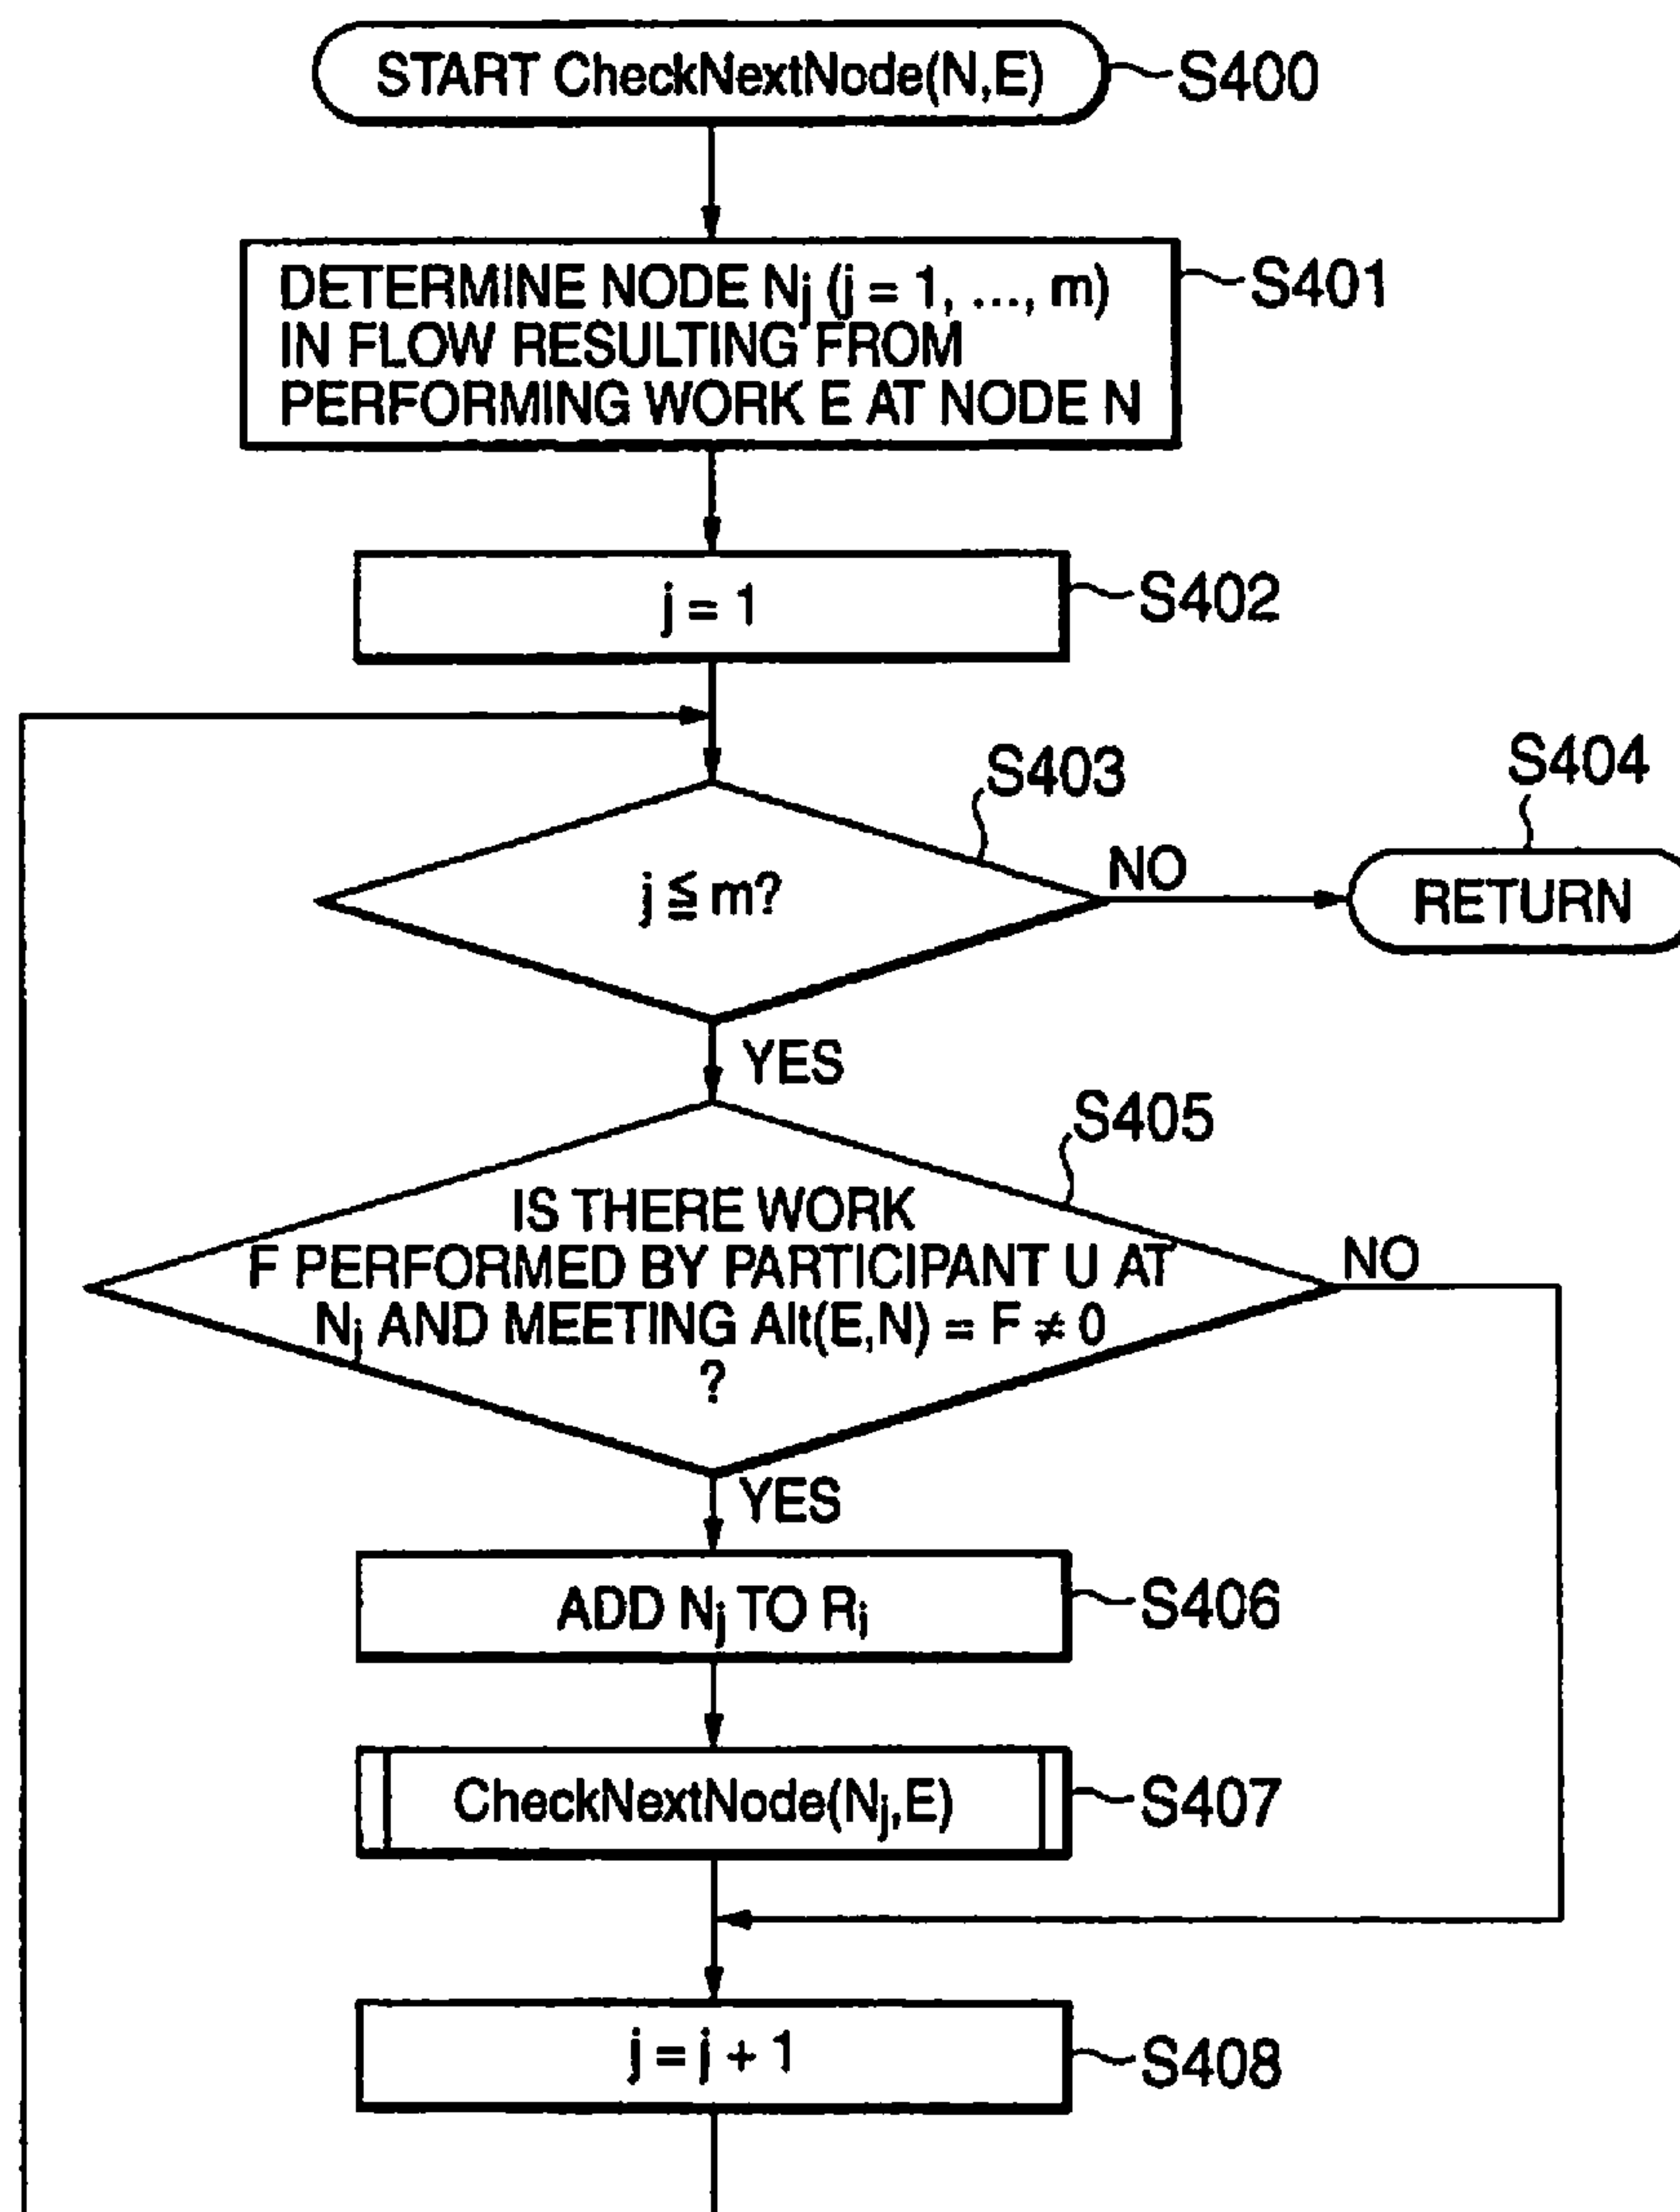 START CheckNextNode(N,E)
S400
DETERMINE NODE Nj (j = 1, ..., m)
IN FLOW RESULTING FROM
PERFORMING WORK E AT NODE N
S401
j = 1
S402
S403
S404
j ≦ m?
NO
RETURN
YES
S405
IS THERE WORK
F PERFORMED BY PARTICIPANT U AT
Nj AND MEETING Alt(E,N) = F ≠ 0
?
NO
YES
ADD Nj TO Ri
S406
CheckNextNode(Nj,E)
S407
j = j + 1
S408